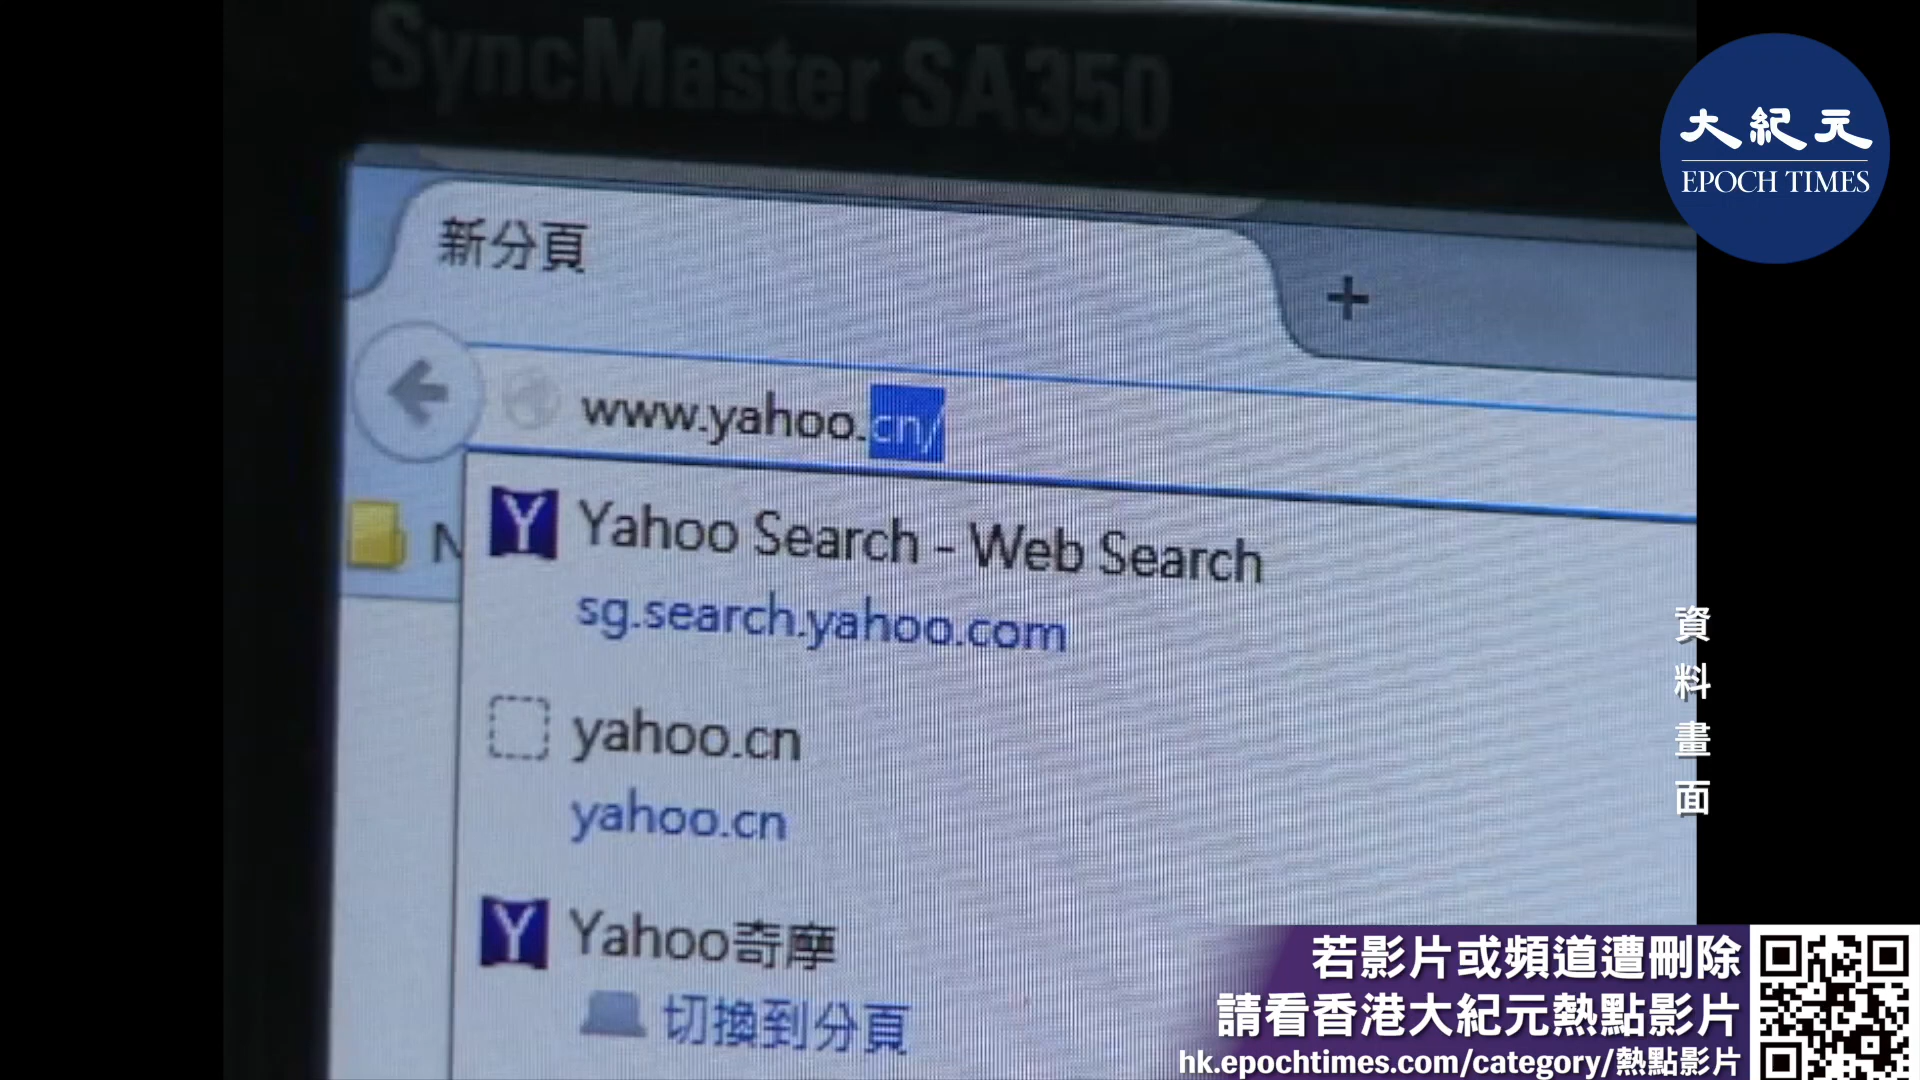 SyncMaster SA350
大紀元
EPOCH TIMES
新分頁
+
www.yahoo.cn/
N
Yahoo Search - Web Search
sg.search.yahoo.com
yahoo.cn
yahoo.cn
Yahoo奇摩
切換到分頁
資料畫面
若影片或頻道遭刪除
請看香港大紀元熱點影片
hk.epochtimes.com/category/熱點影片